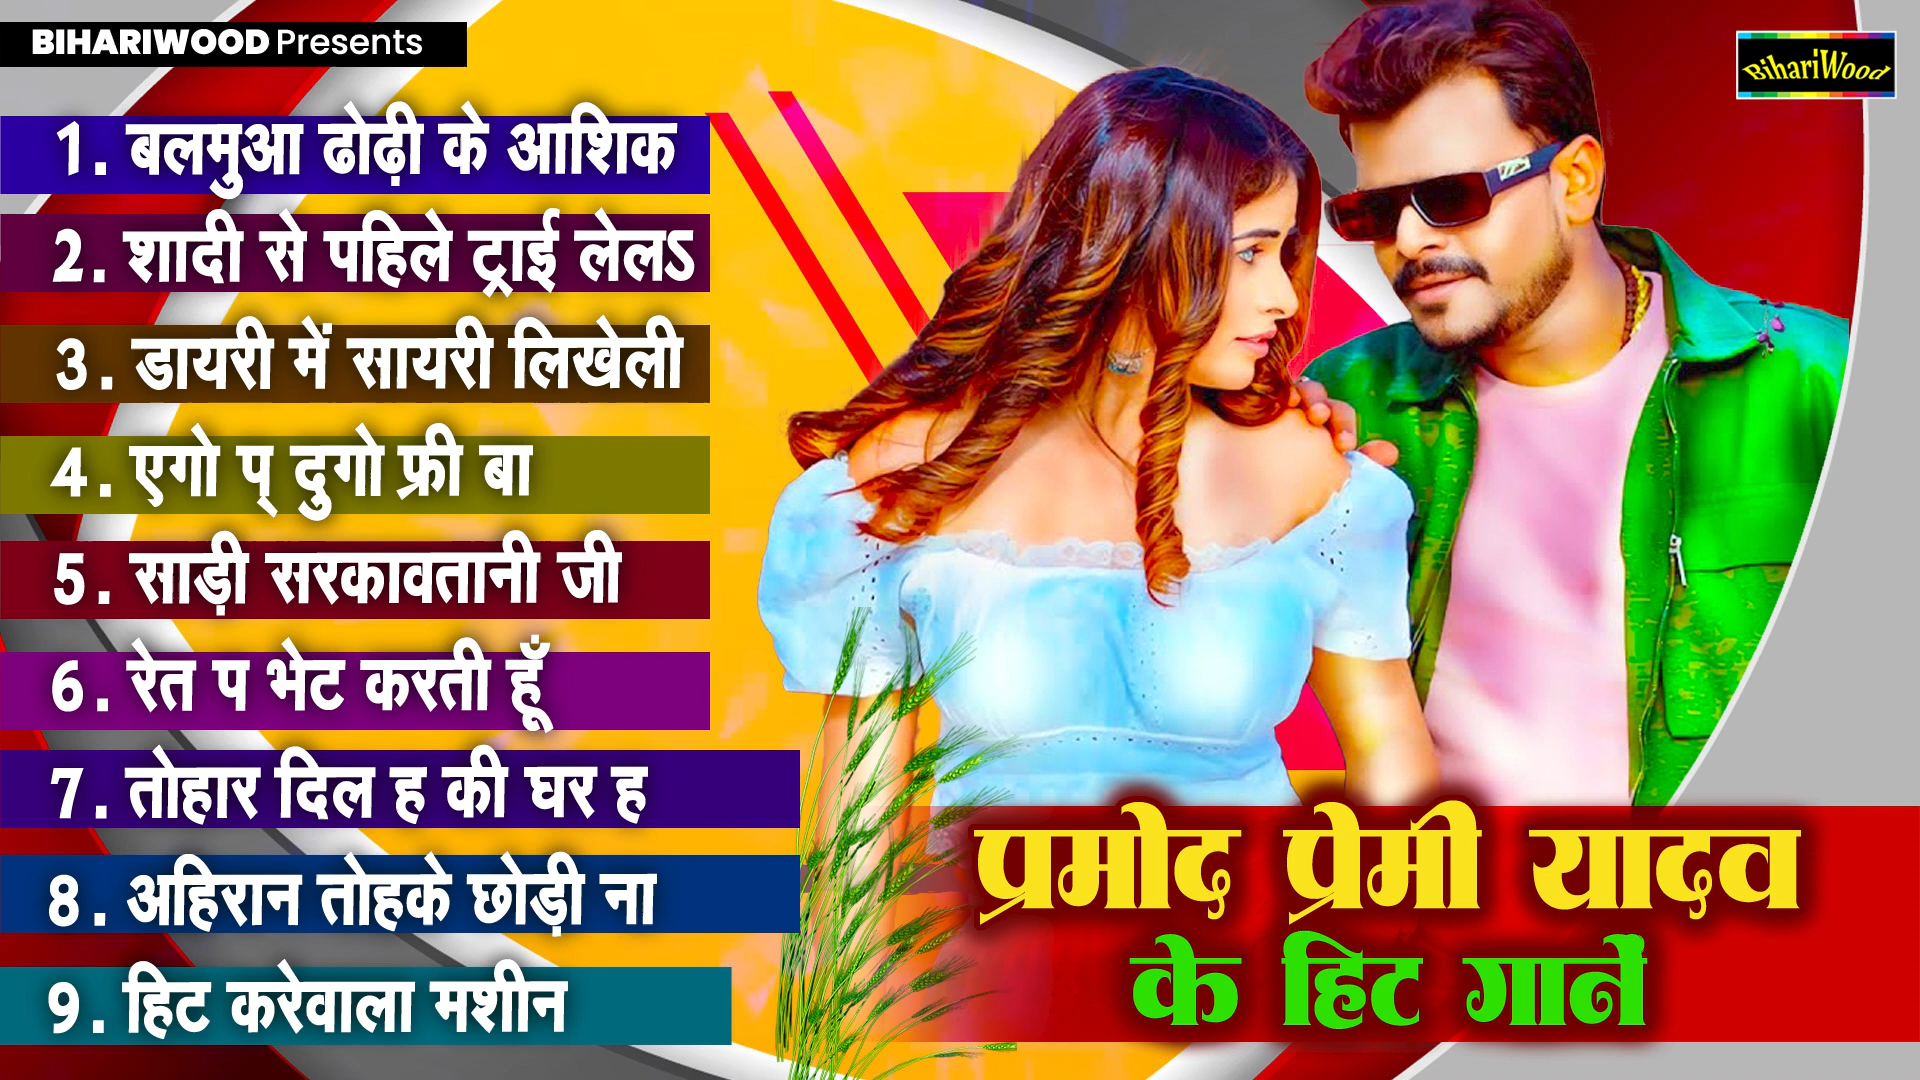 BIHARIWOOD Presents
BihariWood
1. बलमुआ ढोढ़ी के आशिक
2. शादी से पहिले ट्राई लेलऽ
3. डायरी में सायरी लिखेली
4. एगो प् दुगो फ्री बा
5. साड़ी सरकावतानी जी
6. रेत प भेट करती हूँ
7. तोहार दिल ह की घर ह
8. अहिरान तोहके छोड़ी ना
9. हिट करेवाला मशीन
प्रमोद प्रेमी यादव
के हिट गाने